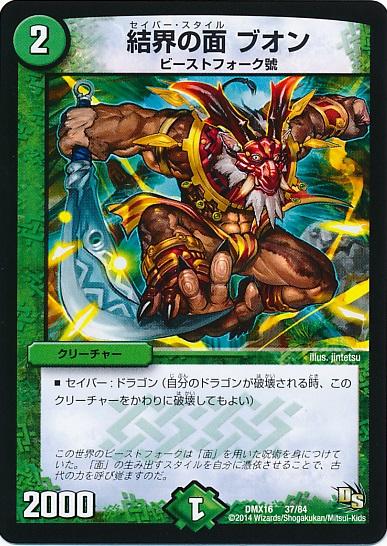 2
セイバー・スタイル
結界の面 ブオン
ビーストフォーク號
illus. jintetsu
クリーチャー
■ セイバー：ドラゴン（自分のドラゴンが破壊される時、この
クリーチャーをかわりに破壊してもよい）
この世界のビーストフォークは「面」を用いた呪術を身につけてい
た。「面」の生み出すスタイルを自分に憑依させることで、古
代の力を呼び覚ますのだ。
2000
1
DMX16 37/84
DS
©2014 Wizards/Shogakukan/Mitsui-Kids